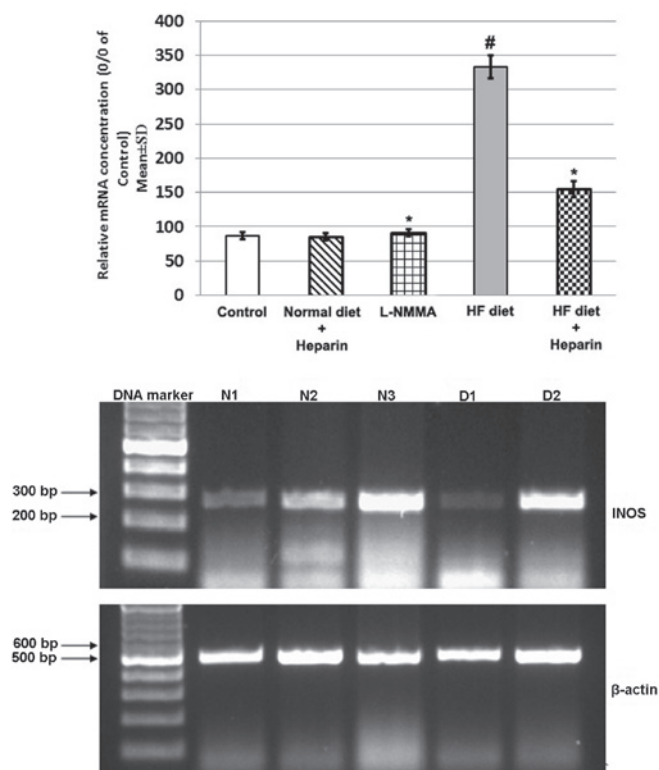 Relative mRNA concentration (0/0 of
Control)
Mean±SD
400
350
300
250
200
150
100
50
0
#
*
*
Control
Normal diet
+
Heparin
L-NMMA
HF diet
HF diet
+
Heparin
DNA marker N1 N2 N3 D1 D2
300 bp
200 bp
INOS
600 bp
500 bp
β-actin